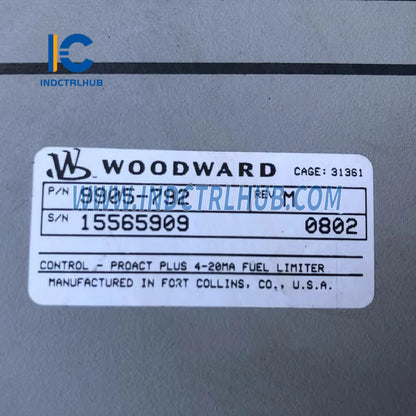 INDCTRLHUB
WOODWARD CAGE: 31361
P/N 9905-792 REV M
WWW.INDCTRLHUB.COM
S/N 15565909 0802
CONTROL - PROACT PLUS 4-20MA FUEL LIMITER
MANUFACTURED IN FORT COLLINS, CO., U.S.A.